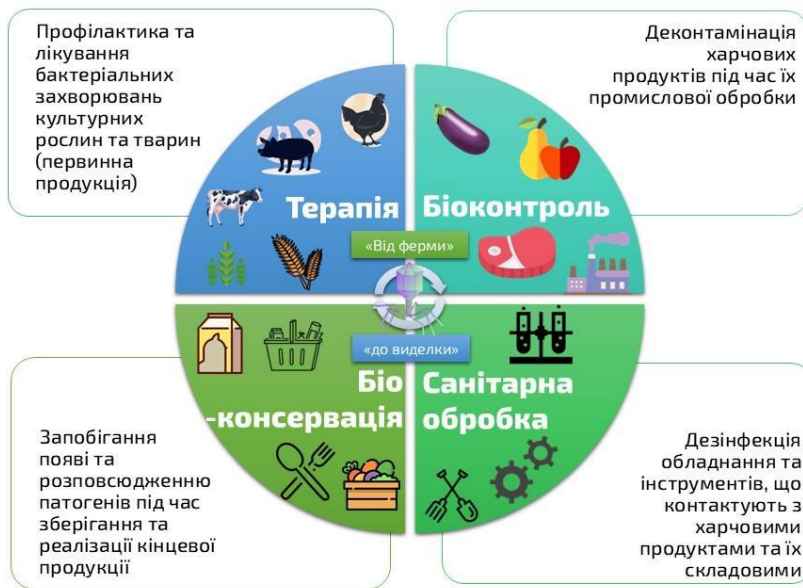 Профілактика та
лікування
бактеріальних
захворювань
культурних
рослин та тварин
(первинна
продукція)
Деконтамінація
харчових
продуктів під час їх
промислової обробки
Терапія
Біоконтроль
«Від ферми»
«до виделки»
Біо
-консервація
Санітарна
обробка
Запобігання
появі та
розповсюдженню
патогенів під час
зберігання та
реалізації кінцевої
продукції
Дезінфекція
обладнання та
інструментів, що
контактують з
харчовими
продуктами та їх
складовими